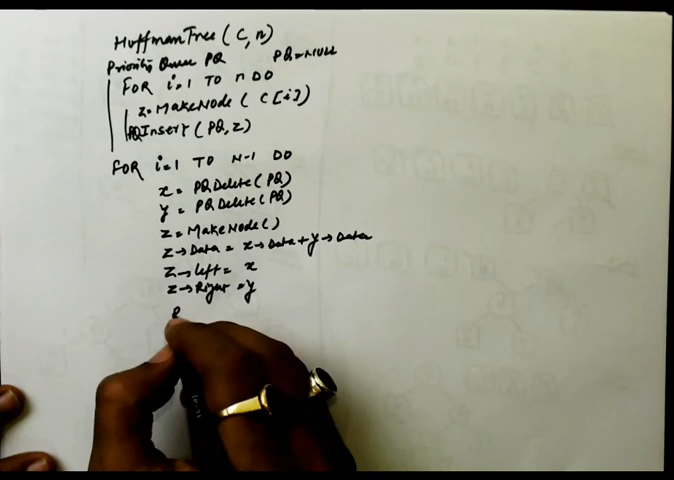 HuffmanTree (C, n)
Priority Queue PQ PQ=NULL
FOR i=1 TO n DO
z=MakeNode( C[i])
PQInsert(PQ,z)
FOR i=1 TO N-1 DO
x = PQDelete(PQ)
y = PQDelete(PQ)
z=MakeNode()
z→Data = x→Data+y→Data
z→left= x
z→Right =y